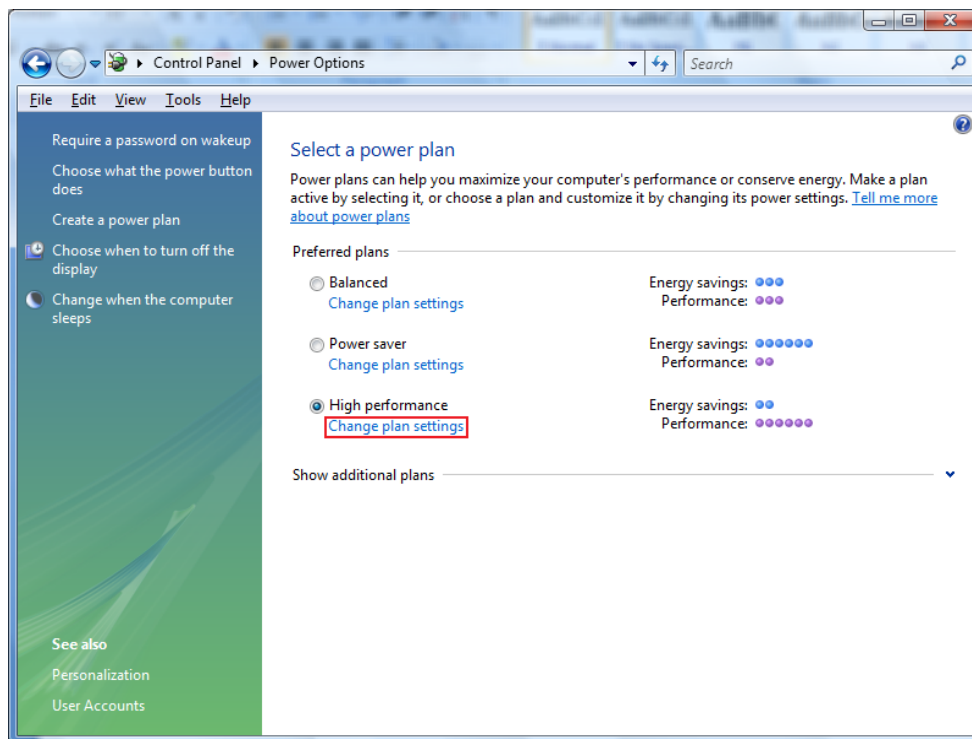 Control Panel Power Options
Search
File Edit View Tools Help
Require a password on wakeup
Choose what the power button
does
Create a power plan
Choose when to turn off the
display
Change when the computer
sleeps
See also
Personalization
User Accounts
Select a power plan
Power plans can help you maximize your computer's performance or conserve energy. Make a plan
active by selecting it, or choose a plan and customize it by changing its power settings. Tell me more
about power plans
Preferred plans
Balanced Energy savings:
Change plan settings Performance:
Power saver Energy savings:
Change plan settings Performance:
High performance Energy savings:
Change plan settings Performance:
Show additional plans